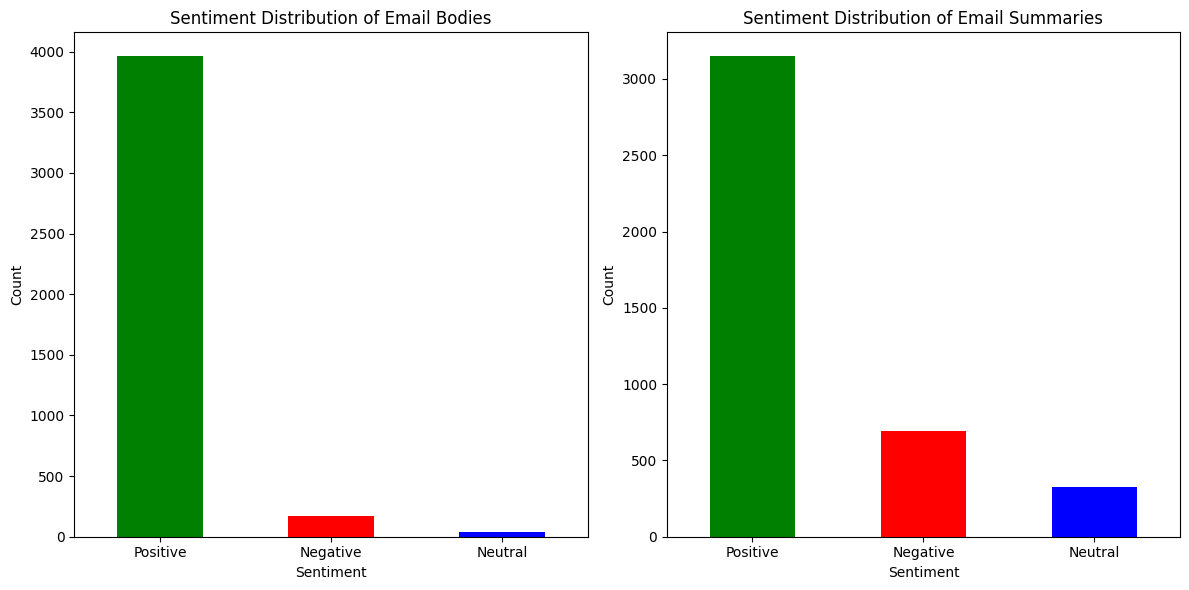 Sentiment Distribution of Email Bodies
4000
3500
3000
2500
2000
1500
1000
500
0
Count
Positive
Negative
Neutral
Sentiment
Sentiment Distribution of Email Summaries
3000
2500
2000
1500
1000
500
0
Count
Positive
Negative
Neutral
Sentiment